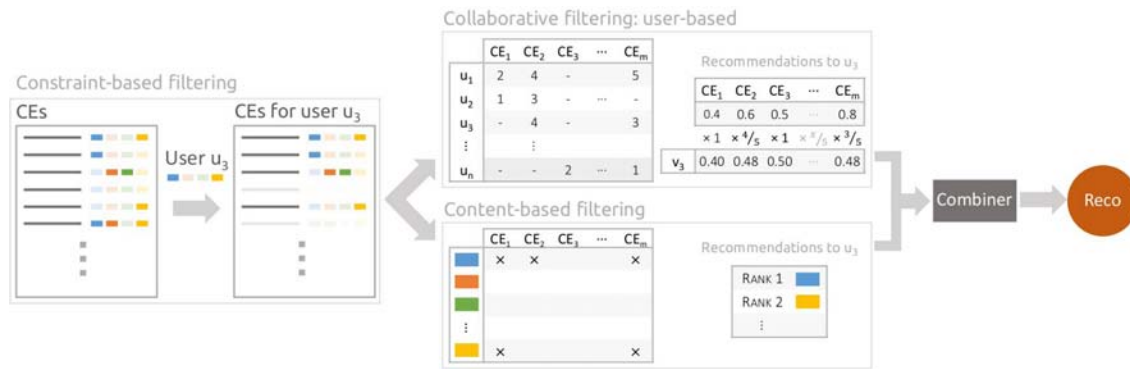 Collaborative filtering: user-based
CE1 CE2 CE3 ... CEm
u1 2 4 - 5
u2 1 3 - ... -
u3 - 4 - 3
⋮ ⋮
un - - 2 ... 1
Recommendations to u3
CE1 CE2 CE3 ... CEm
0.4 0.6 0.5 ... 0.8
× 1 × 4/5 × 1 × x/5 × 3/5
v3 0.40 0.48 0.50 ... 0.48
Constraint-based filtering
CEs
User u3
CEs for user u3
Content-based filtering
CE1 CE2 CE3 ... CEm
× × ×
⋮
× ×
Recommendations to u3
RANK 1
RANK 2
⋮
Combiner
Reco